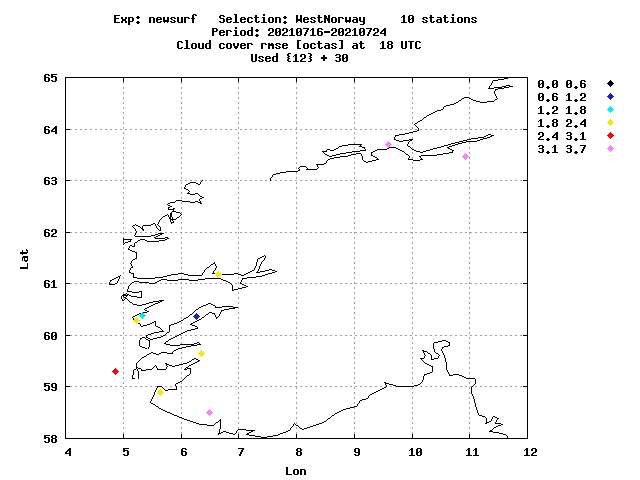 Exp: newsurf   Selection: WestNorway     10 stations
Period: 20210716-20210724
Cloud cover rmse [octas] at  18 UTC
Used {12} + 30
65
64
63
62
61
60
59
58
Lat
4 5 6 7 8 9 10 11 12
Lon
0.0 0.6
0.6 1.2
1.2 1.8
1.8 2.4
2.4 3.1
3.1 3.7